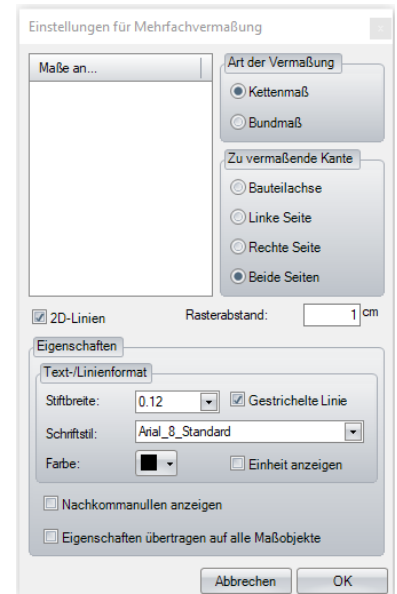 Einstellungen für Mehrfachvermaßung
x
Maße an...
Art der Vermaßung
Kettenmaß
Bundmaß
Zu vermaßende Kante
Bauteilachse
Linke Seite
Rechte Seite
Beide Seiten
2D-Linien
Rasterabstand: 1 cm
Eigenschaften
Text-/Linienformat
Stiftbreite: 0.12 Gestrichelte Linie
Schriftstil: Arial_8_Standard
Farbe: Einheit anzeigen
Nachkommanullen anzeigen
Eigenschaften übertragen auf alle Maßobjekte
Abbrechen OK